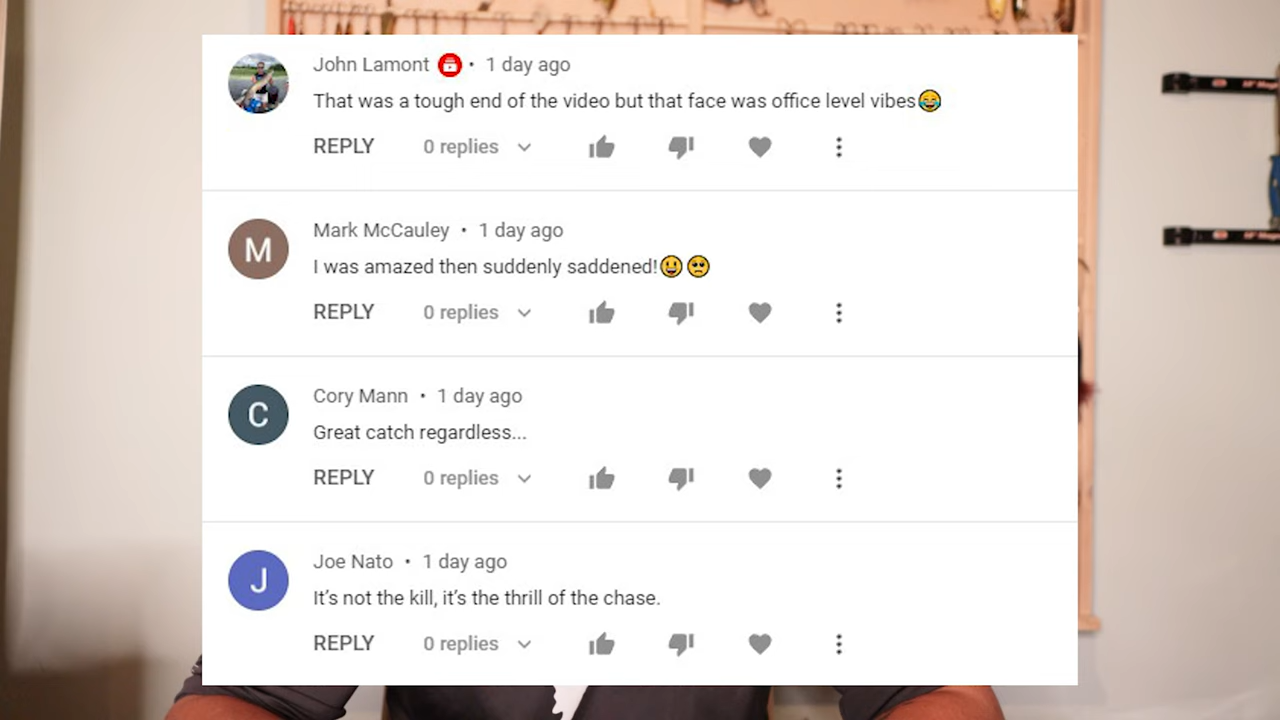 John Lamont • 1 day ago
That was a tough end of the video but that face was office level vibes😂
REPLY 0 replies
M
Mark McCauley • 1 day ago
I was amazed then suddenly saddened!😃🥺
REPLY 0 replies
C
Cory Mann • 1 day ago
Great catch regardless...
REPLY 0 replies
J
Joe Nato • 1 day ago
It’s not the kill, it’s the thrill of the chase.
REPLY 0 replies